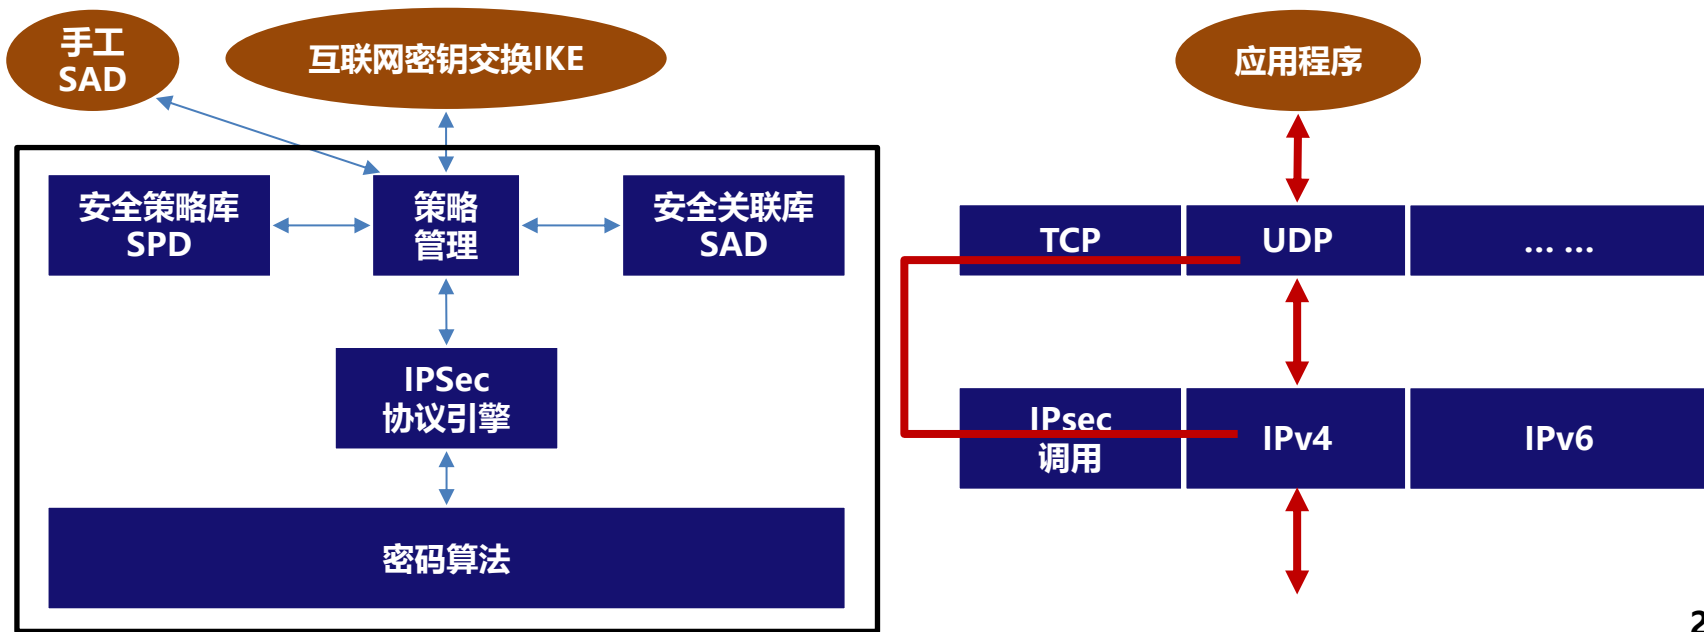 手工
SAD
互联网密钥交换IKE
应用程序
安全策略库
SPD
策略
管理
安全关联库
SAD
TCP
UDP
... ...
IPSec
协议引擎
IPsec
调用
IPv4
IPv6
密码算法
2